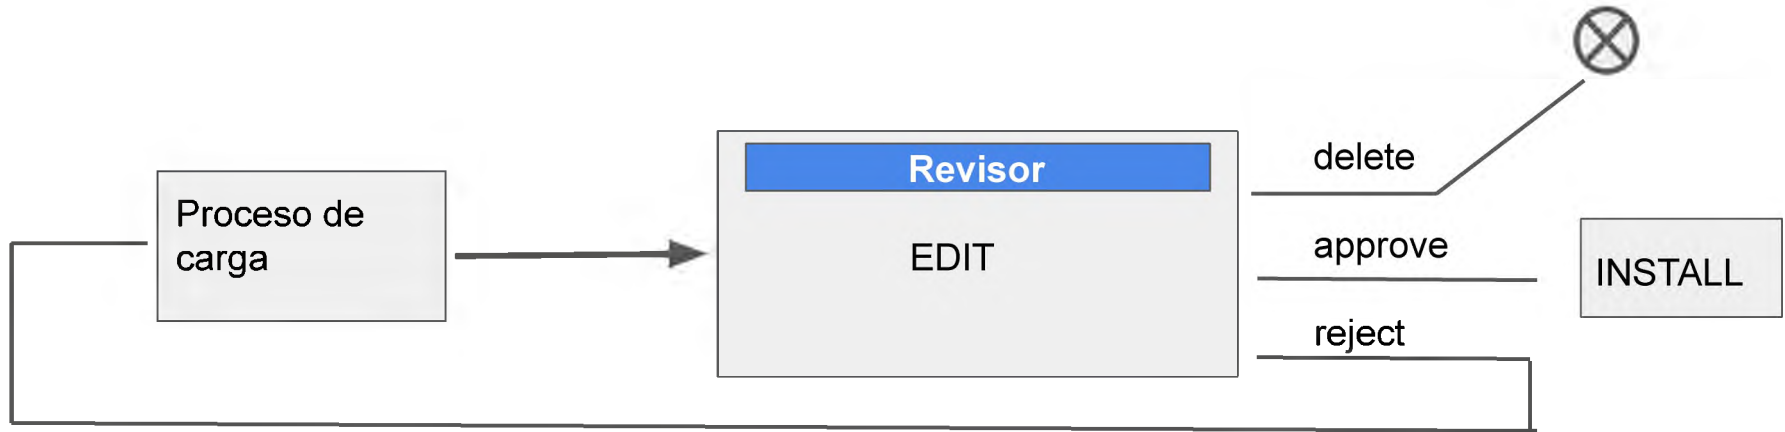 Proceso de
carga
Revisor
EDIT
delete
approve
reject
INSTALL